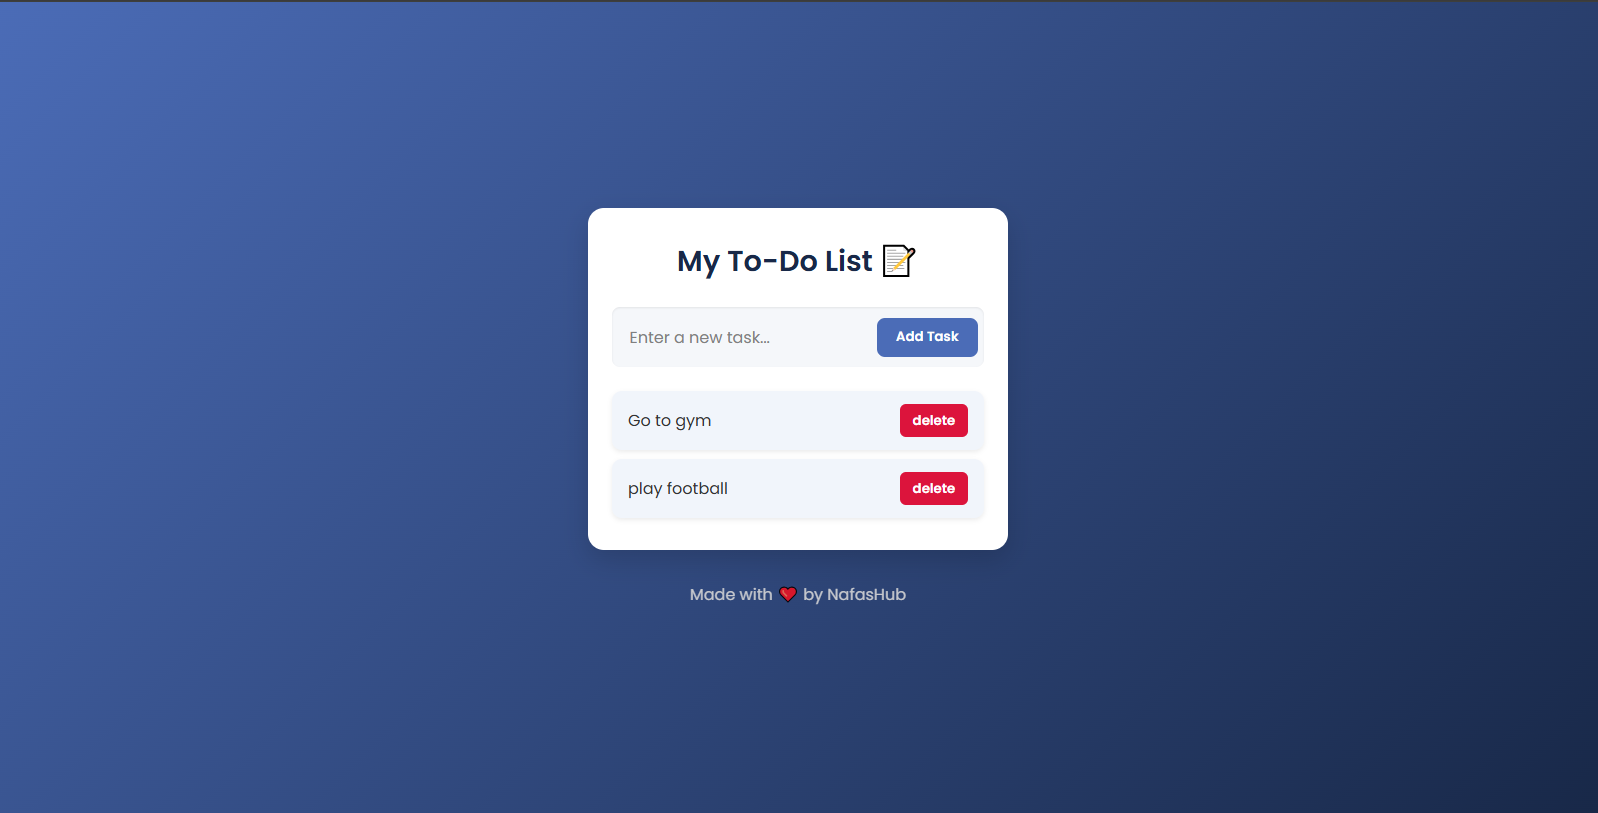 My To-Do List 📝
Enter a new task...
Add Task
Go to gym
delete
play football
delete
Made with ❤️ by NafasHub